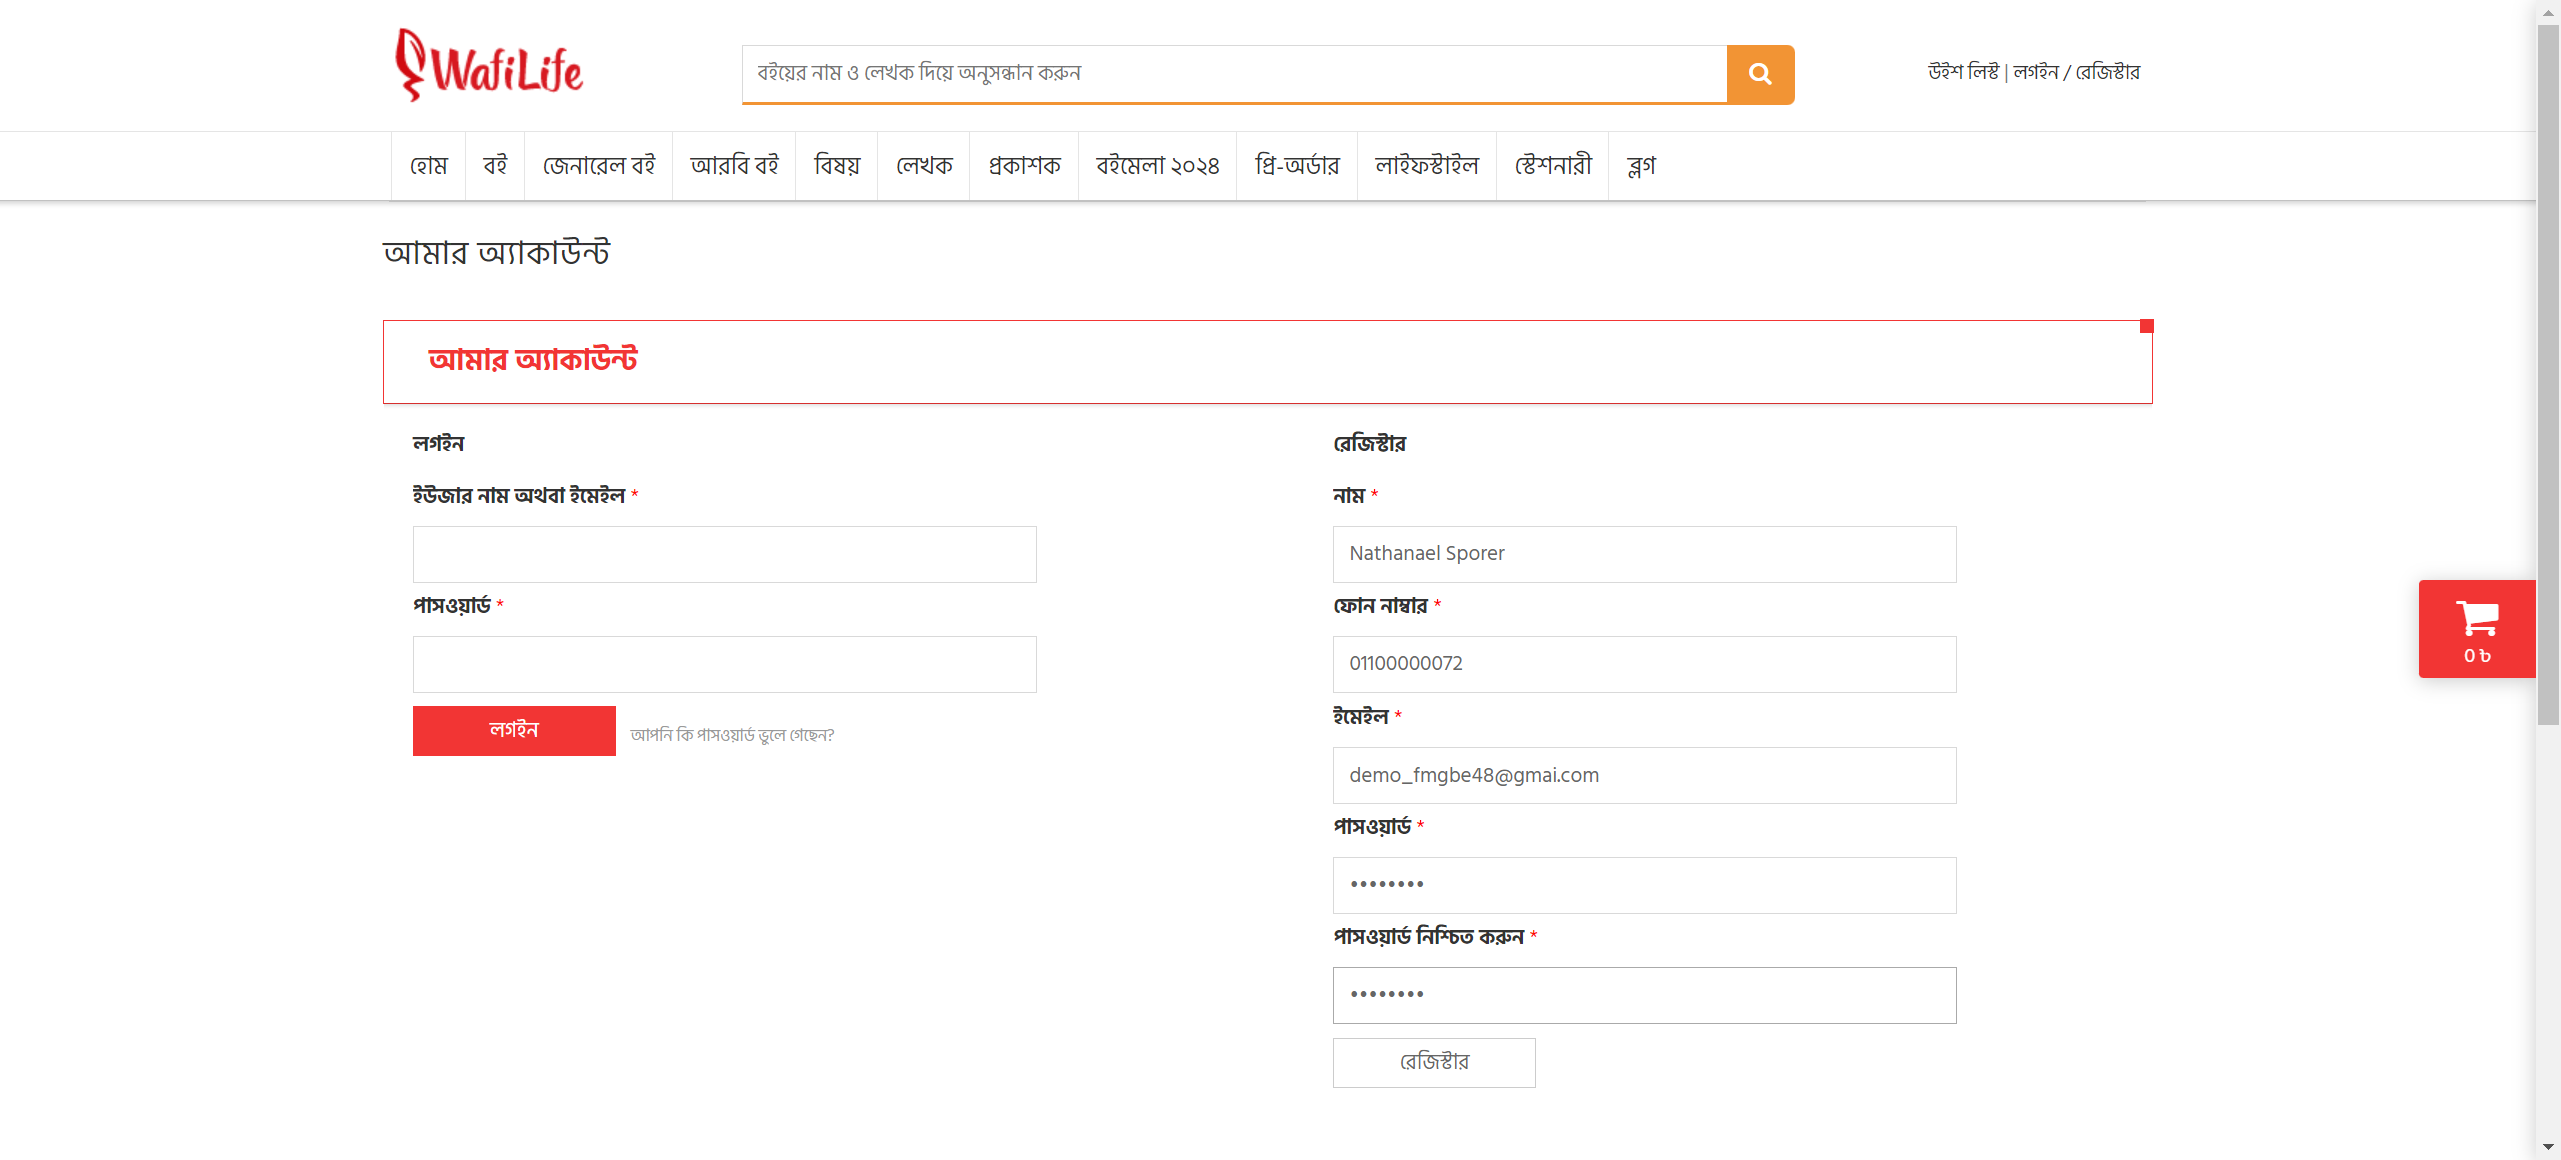 WafiLife
বইয়ের নাম ও লেখক দিয়ে অনুসন্ধান করুন
উইশ লিস্ট | লগইন / রেজিস্টার
হোম বই জেনারেল বই আরবি বই বিষয় লেখক প্রকাশক বইমেলা ২০২৪ প্রি-অর্ডার লাইফস্টাইল স্টেশনারী ব্লগ
আমার অ্যাকাউন্ট
আমার অ্যাকাউন্ট
লগইন
ইউজার নাম অথবা ইমেইল *
পাসওয়ার্ড *
লগইন আপনি কি পাসওয়ার্ড ভুলে গেছেন?
রেজিস্টার
নাম *
Nathanael Sporer
ফোন নাম্বার *
01100000072
ইমেইল *
demo_fmgbe48@gmai.com
পাসওয়ার্ড *
••••••••
পাসওয়ার্ড নিশ্চিত করুন *
••••••••
রেজিস্টার
0 ৳